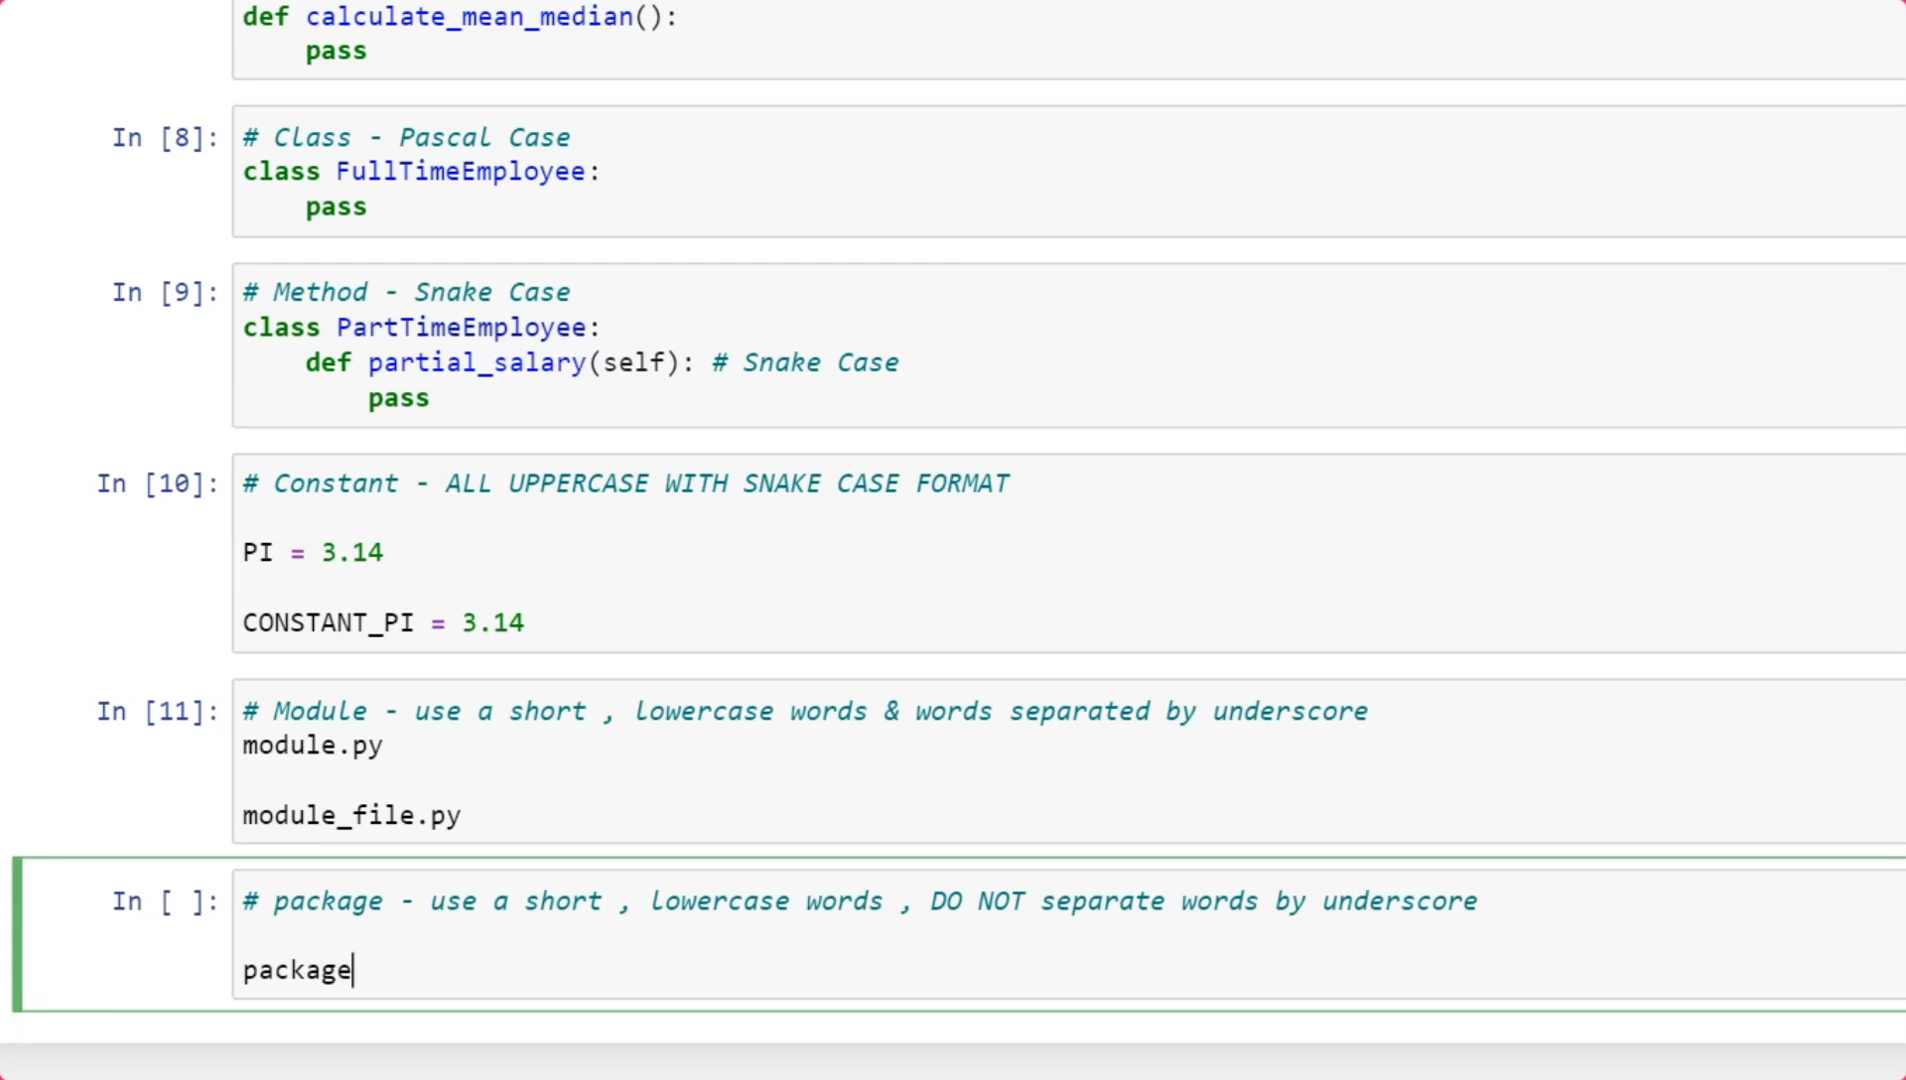 def calculate_mean_median():
pass
In [8]: # Class - Pascal Case
class FullTimeEmployee:
pass
In [9]: # Method - Snake Case
class PartTimeEmployee:
def partial_salary(self): # Snake Case
pass
In [10]: # Constant - ALL UPPERCASE WITH SNAKE CASE FORMAT
PI = 3.14
CONSTANT_PI = 3.14
In [11]: # Module - use a short , lowercase words & words separated by underscore
module.py
module_file.py
In [ ]: # package - use a short , lowercase words , DO NOT separate words by underscore
package